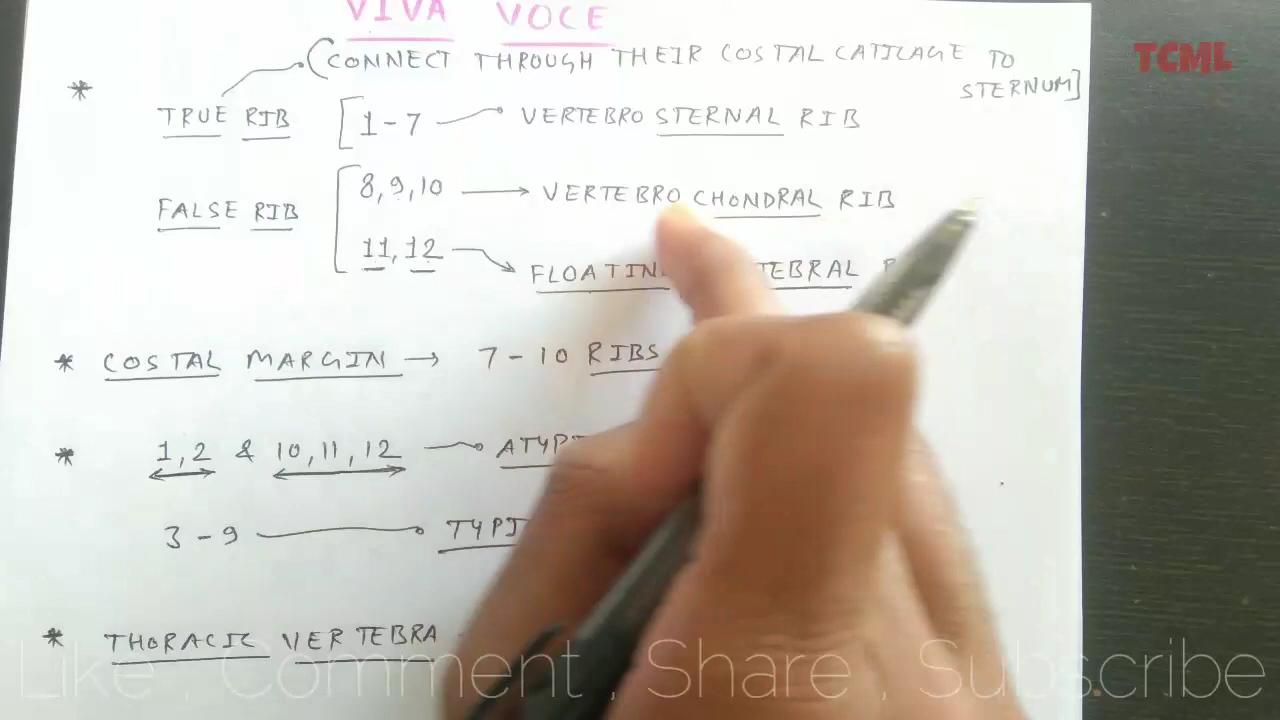 VIVA VOCE
TCML
(CONNECT THROUGH THEIR COSTAL CATILAGE TO
STERNUM]
*
TRUE RIB [1-7 VERTEBRO STERNAL RIB
FALSE RIB [8,9,10 → VERTEBRO CHONDRAL RIB
11,12 → 
* COSTAL MARGIN → 7-10 RIBS
* 1,2 & 10,11,12
3-9
* THORACIC VERTEBRA
Like , Comment , Share , Subscribe